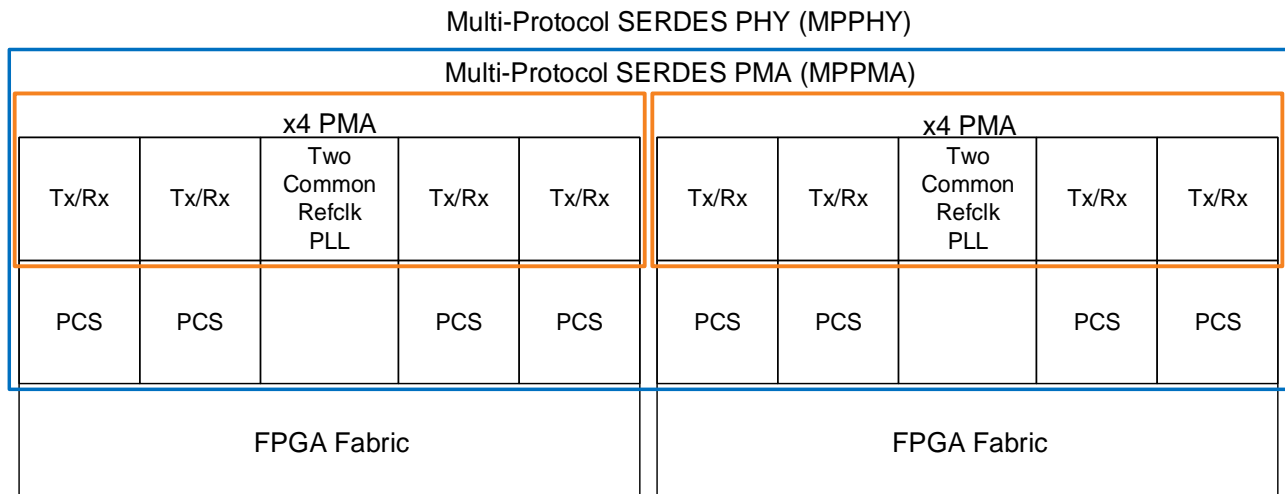 Multi-Protocol SERDES PHY (MPPHY)
Multi-Protocol SERDES PMA (MPPMA)
x4 PMA
x4 PMA
Tx/Rx
Tx/Rx
Two
Common
Refclk
PLL
Tx/Rx
Tx/Rx
Tx/Rx
Tx/Rx
Two
Common
Refclk
PLL
Tx/Rx
Tx/Rx
PCS
PCS
PCS
PCS
PCS
PCS
PCS
PCS
FPGA Fabric
FPGA Fabric